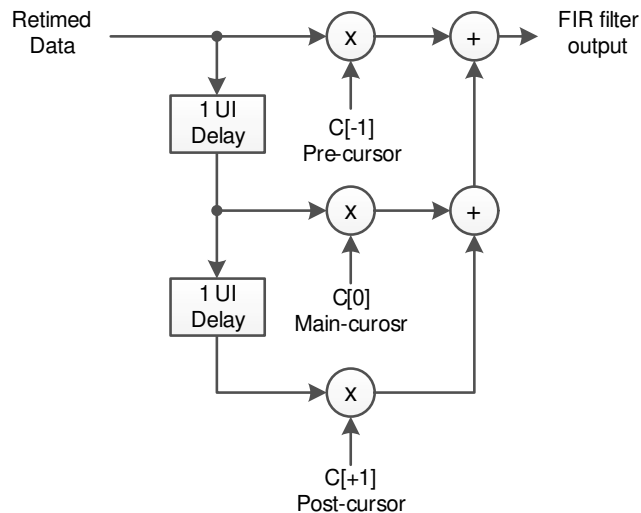 Retimed
Data
x
+
FIR filter
output
1 UI
Delay
C[-1]
Pre-cursor
x
+
1 UI
Delay
C[0]
Main-curosr
x
C[+1]
Post-cursor